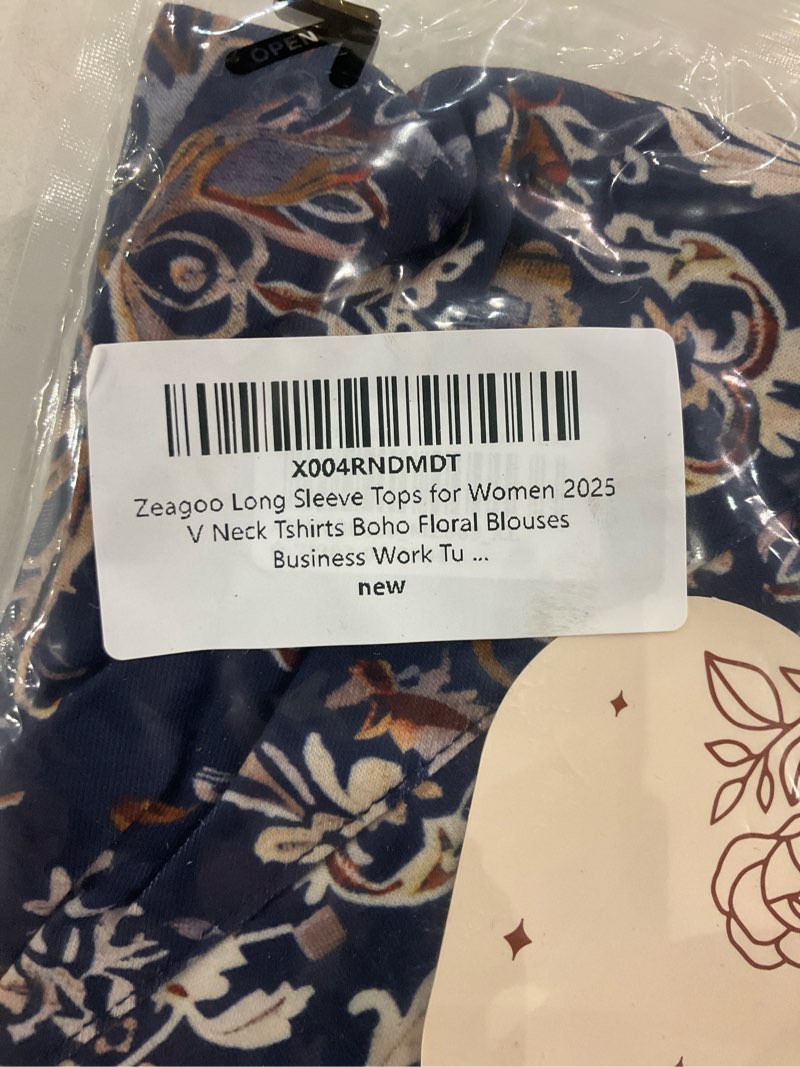 OPEN
X004RNDMDT
Zeagoo Long Sleeve Tops for Women 2025
V Neck Tshirts Boho Floral Blouses
Business Work Tu ...
new